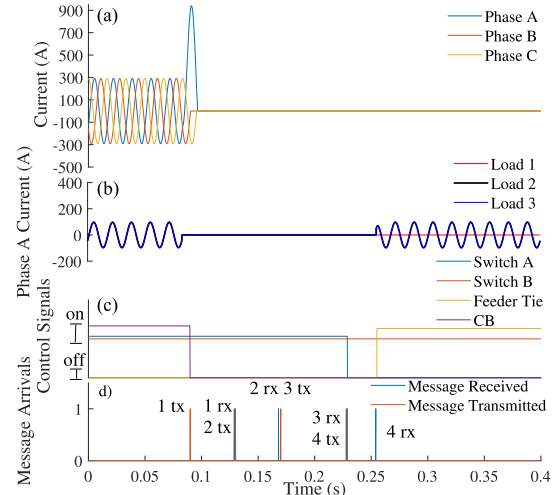 (a)
900
700
500
300
100
-100
-300
-500
Current (A)
Phase A
Phase B
Phase C
(b)
400
200
0
-200
Phase A Current (A)
Load 1
Load 2
Load 3
(c)
on
off
Control Signals
Switch A
Switch B
Feeder Tie
CB
d)
1
0
Message Arrivals
Message Received
Message Transmitted
1 tx
1 rx
2 tx
2 rx 3 tx
3 rx
4 tx
4 rx
0 0.05 0.1 0.15 0.2 0.25 0.3 0.35 0.4
Time (s)